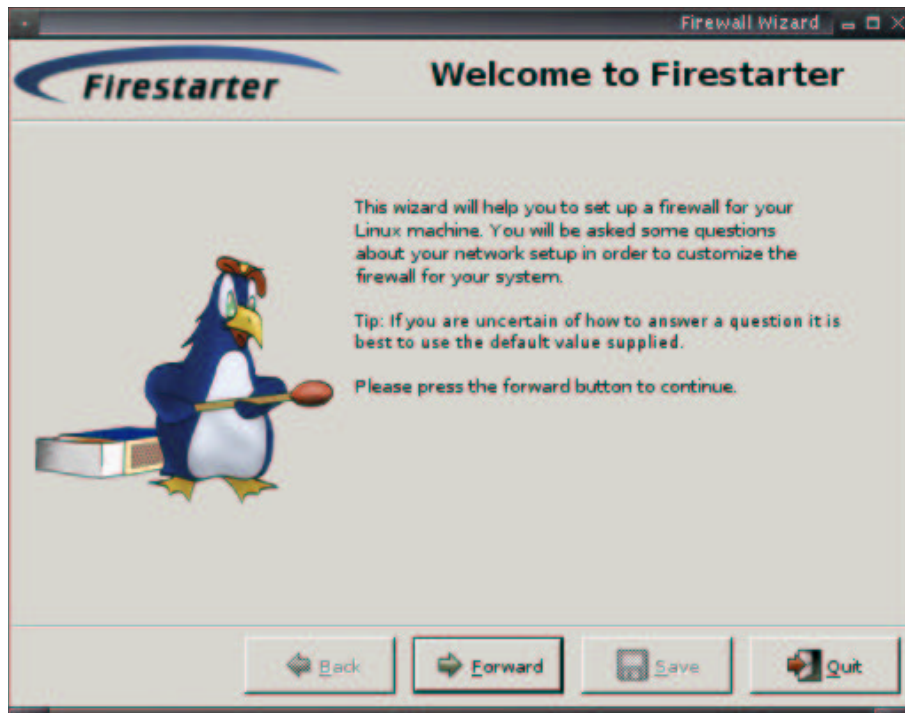 Firewall Wizard
Firestarter
Welcome to Firestarter
This wizard will help you to set up a firewall for your
Linux machine. You will be asked some questions
about your network setup in order to customize the
firewall for your system.
Tip: If you are uncertain of how to answer a question it is
best to use the default value supplied.
Please press the forward button to continue.
Back
Forward
Save
Quit